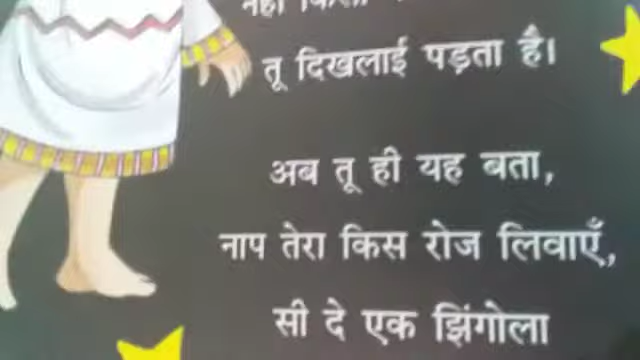 तू दिखलाई पड़ता है।
अब तू ही यह बता,
नाप तेरा किस रोज लिवाएँ,
सी दे एक झिंगोला